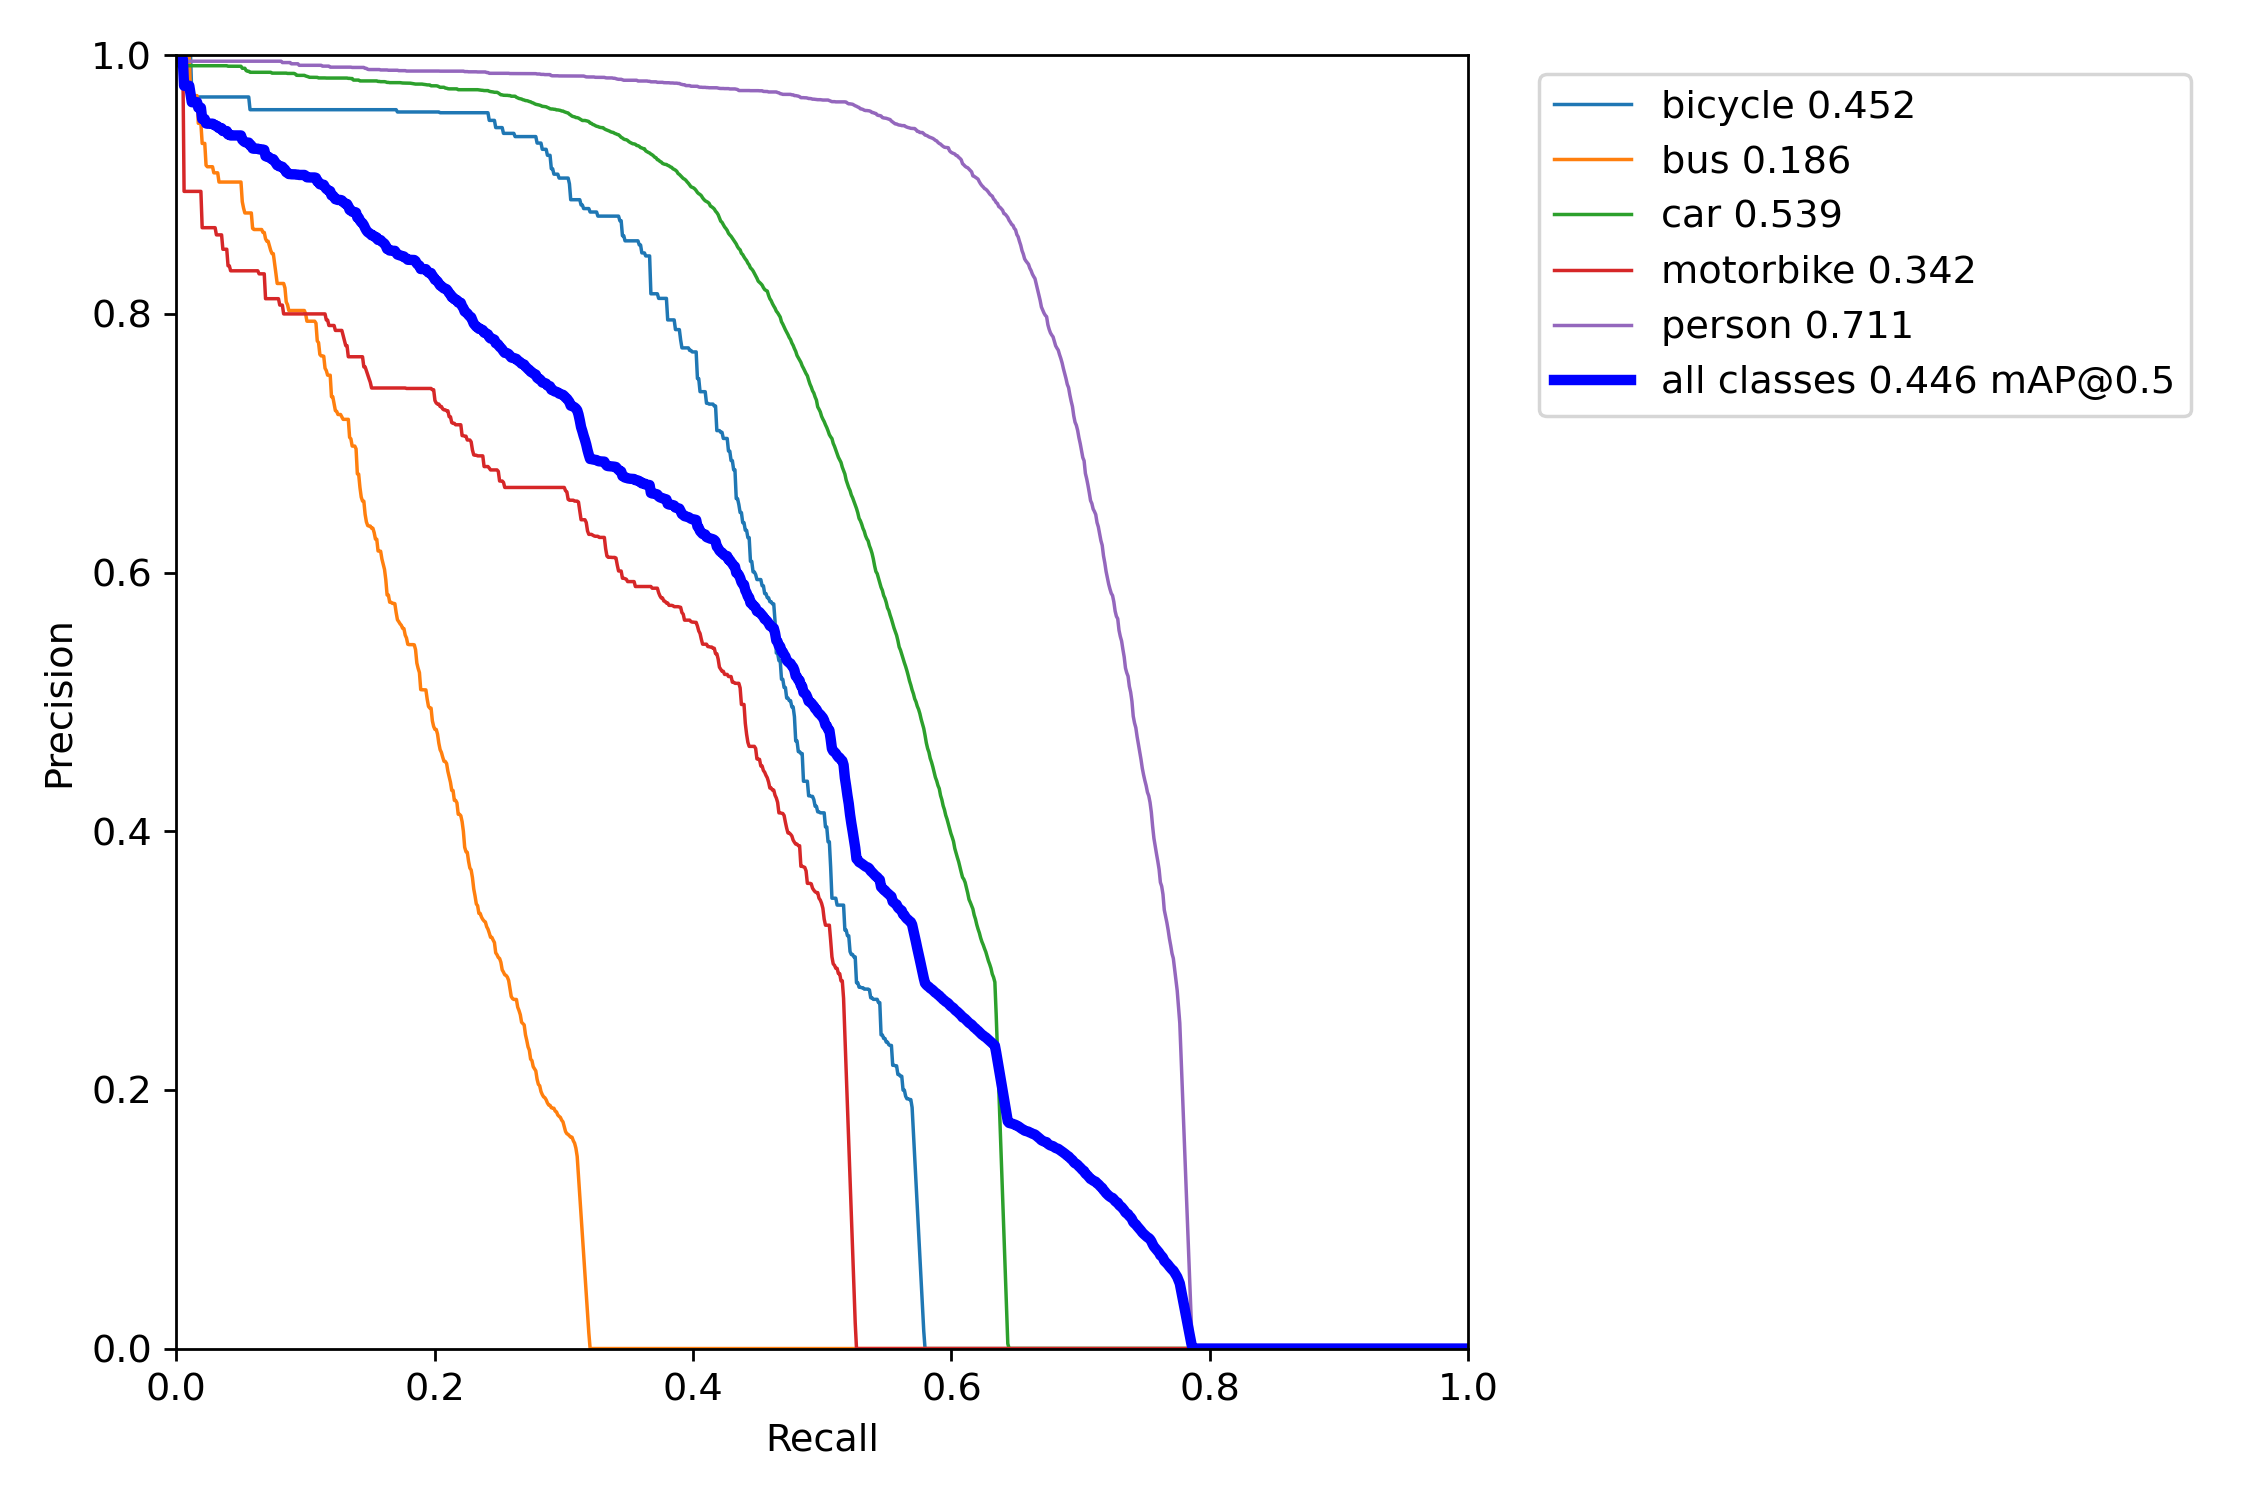 1.0
0.8
0.6
0.4
0.2
0.0
Precision
0.0 0.2 0.4 0.6 0.8 1.0
Recall
bicycle 0.452
bus 0.186
car 0.539
motorbike 0.342
person 0.711
all classes 0.446 mAP@0.5